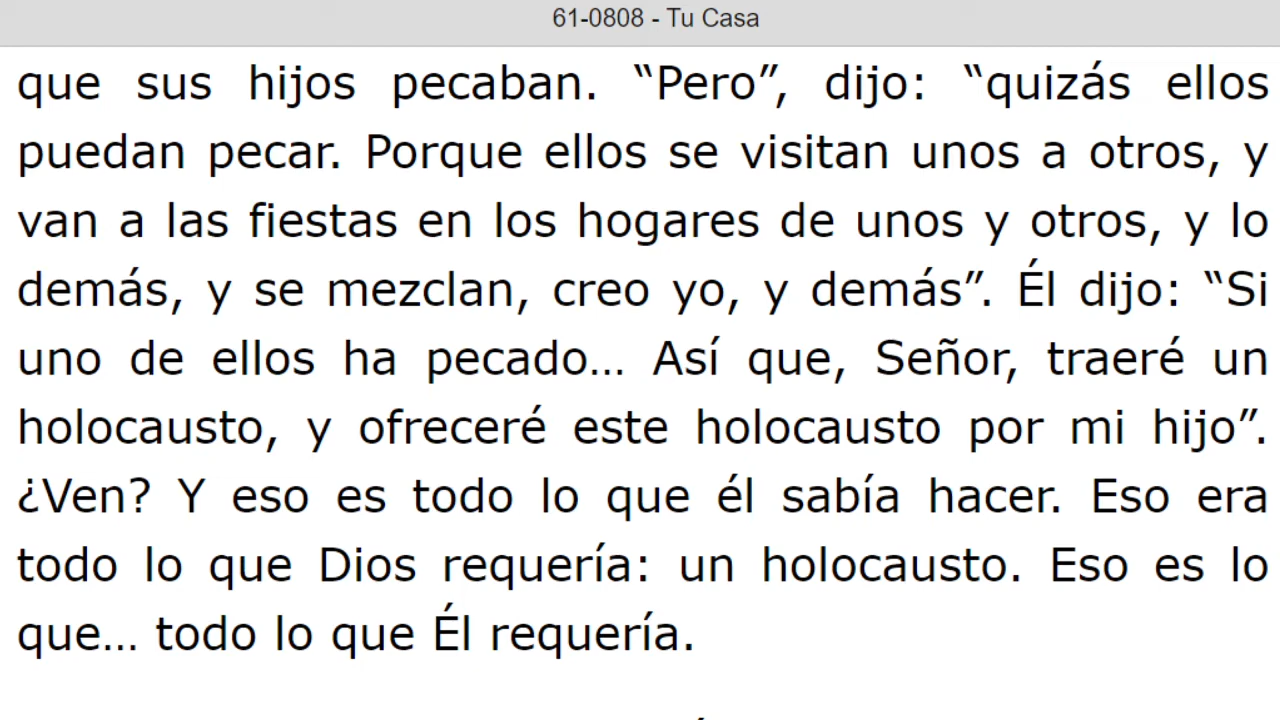 61-0808 - Tu Casa
que sus hijos pecaban. “Pero”, dijo: “quizás ellos
puedan pecar. Porque ellos se visitan unos a otros, y
van a las fiestas en los hogares de unos y otros, y lo
demás, y se mezclan, creo yo, y demás”. Él dijo: “Si
uno de ellos ha pecado… Así que, Señor, traeré un
holocausto, y ofreceré este holocausto por mi hijo”.
¿Ven? Y eso es todo lo que él sabía hacer. Eso era
todo lo que Dios requería: un holocausto. Eso es lo
que… todo lo que Él requería.